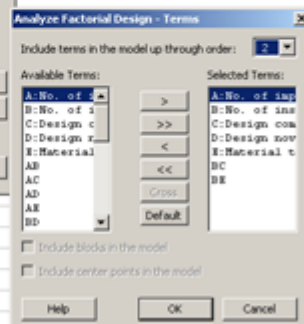 Analyze Factorial Design - Terms
Include terms in the model up through order: 2
Available Terms:
A:No. of i
B:No. of i
C:Design c
D:Design n
E:Material
AB
AC
AD
AE
BD
>
>>
<
<<
Cross
Default
Selected Terms:
A:No. of imp
B:No. of ins
C:Design com
D:Design nov
E:Material t
BC
BE
Include blocks in the model
Include center points in the model
Help
OK
Cancel